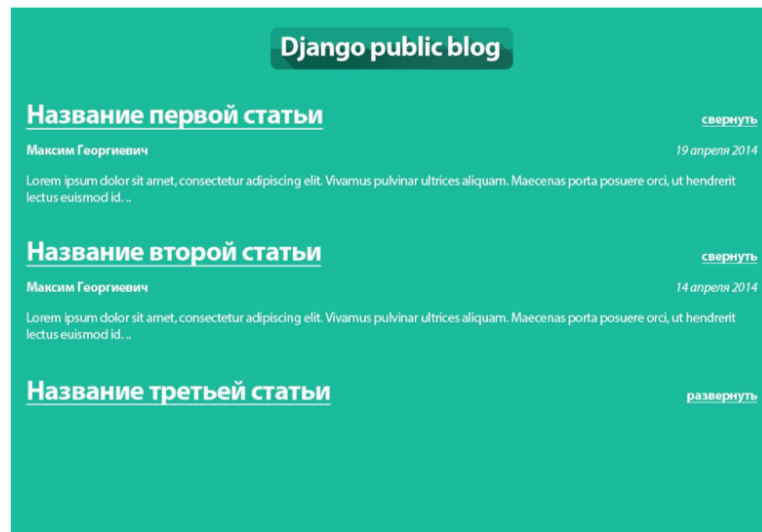 Django public blog
Название первой статьи
свернуть
Максим Георгиевич
19 апреля 2014
Lorem ipsum dolor sit amet, consectetur adipiscing elit. Vivamus pulvinar ultrices aliquam. Maecenas porta posuere orci, ut hendrerit
lectus euismod id. ..
Название второй статьи
свернуть
Максим Георгиевич
14 апреля 2014
Lorem ipsum dolor sit amet, consectetur adipiscing elit. Vivamus pulvinar ultrices aliquam. Maecenas porta posuere orci, ut hendrerit
lectus euismod id. ..
Название третьей статьи
развернуть